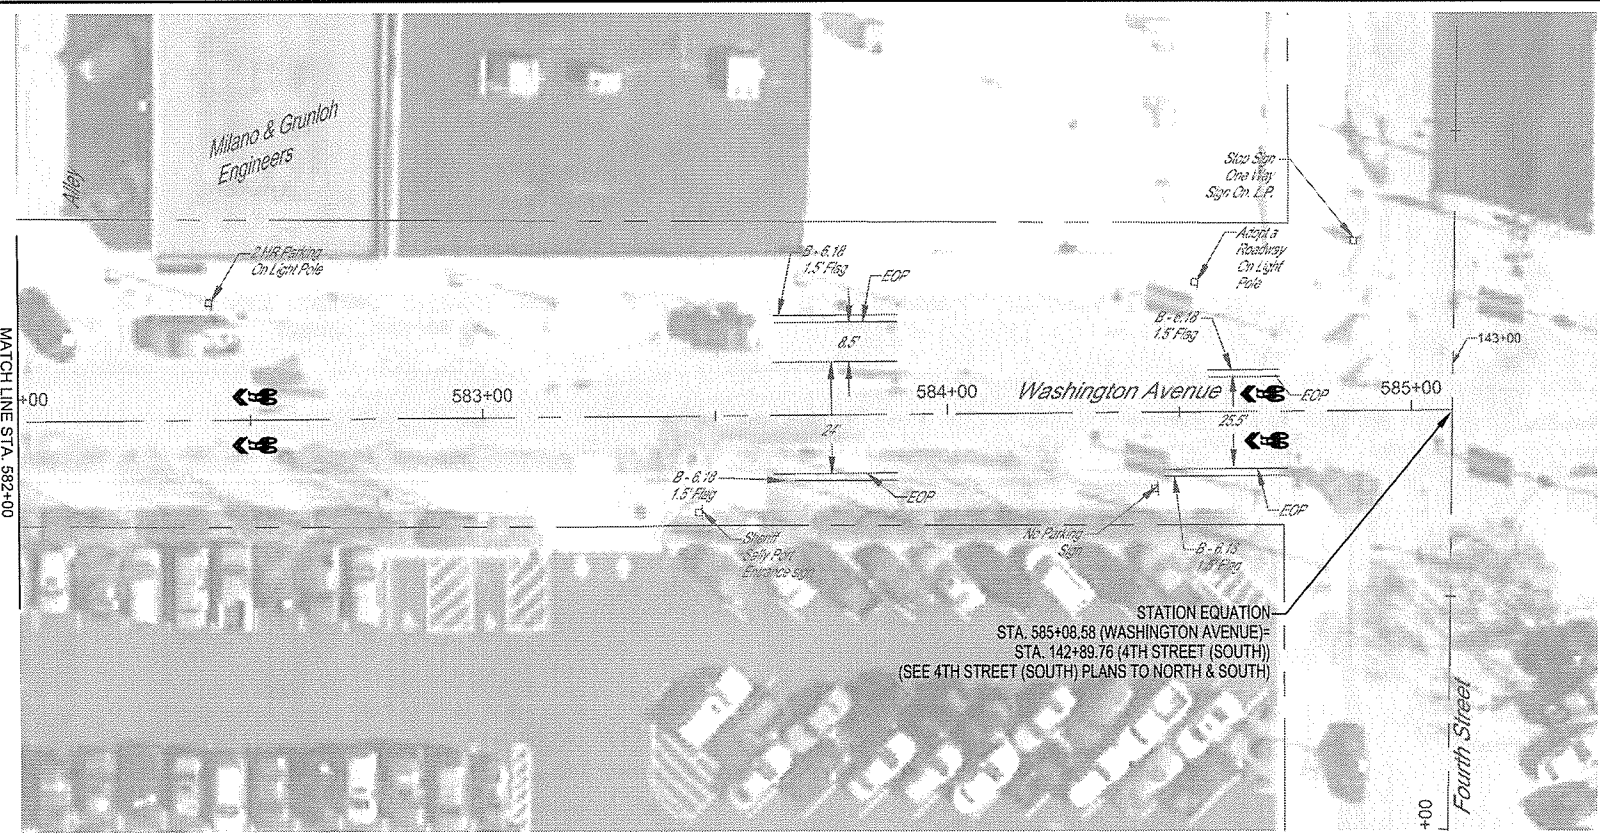 Milano & Grunloh
Engineers
Alley
2 HR Parking
On Light Pole
B - 6.18
1.5' Flag
EOP
8.5'
Stop Sign
One Way
Sign On. L.P.
Adopt a
Roadway
On Light
Pole
B - 6.18
1.5' Flag
143+00
MATCH LINE STA. 582+00
+00
583+00
584+00
Washington Avenue
EOP
585+00
24'
25.5'
B - 6.18
1.5' Flag
EOP
EOP
Sheriff
Sally Port
Entrance sign
No Parking
Sign
B - 6.18
1.5' Flag
STATION EQUATION
STA. 585+08.58 (WASHINGTON AVENUE)=
STA. 142+89.76 (4TH STREET (SOUTH))
(SEE 4TH STREET (SOUTH) PLANS TO NORTH & SOUTH)
Fourth Street
+00